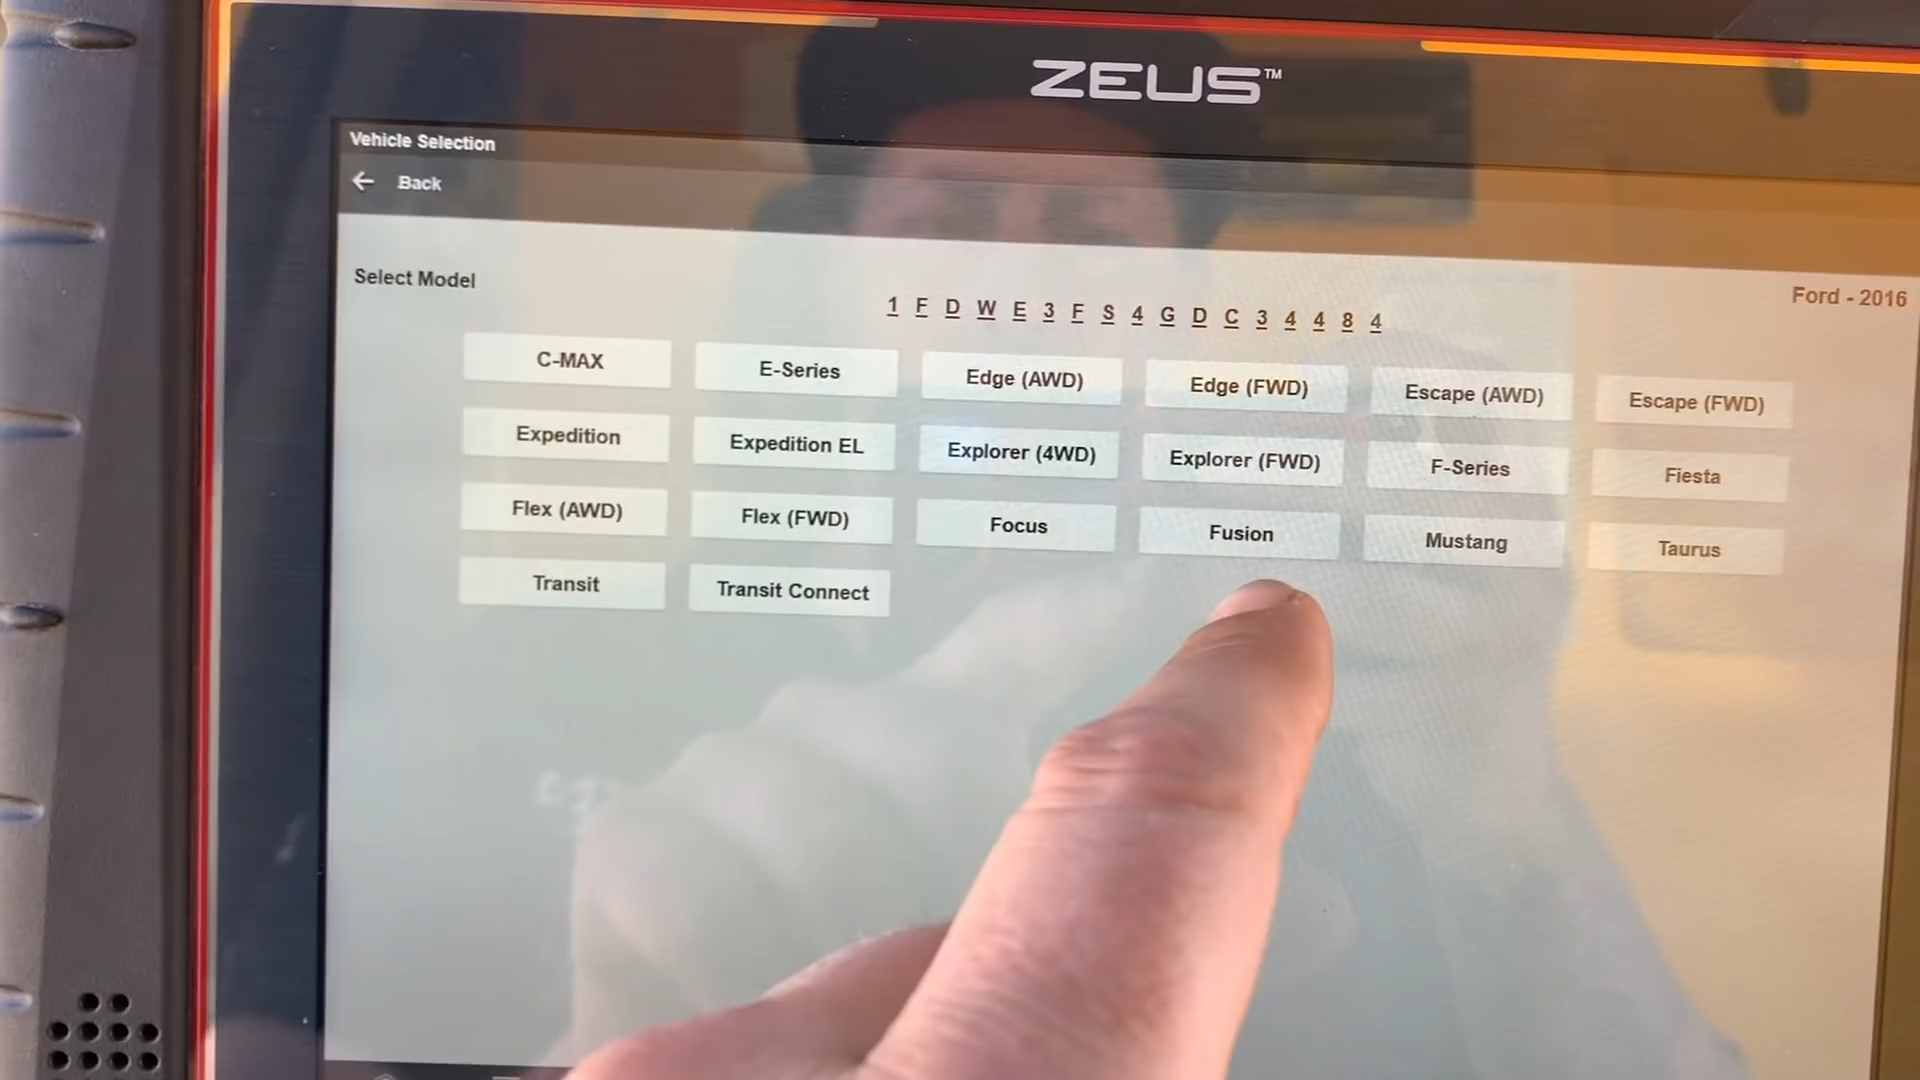 ZEUS™
Vehicle Selection
← Back
Select Model
Ford - 2016
1 F D W E 3 F S 4 G D C 3 4 4 8 4
C-MAX E-Series Edge (AWD) Edge (FWD) Escape (AWD) Escape (FWD)
Expedition Expedition EL Explorer (4WD) Explorer (FWD) F-Series Fiesta
Flex (AWD) Flex (FWD) Focus Fusion Mustang Taurus
Transit Transit Connect